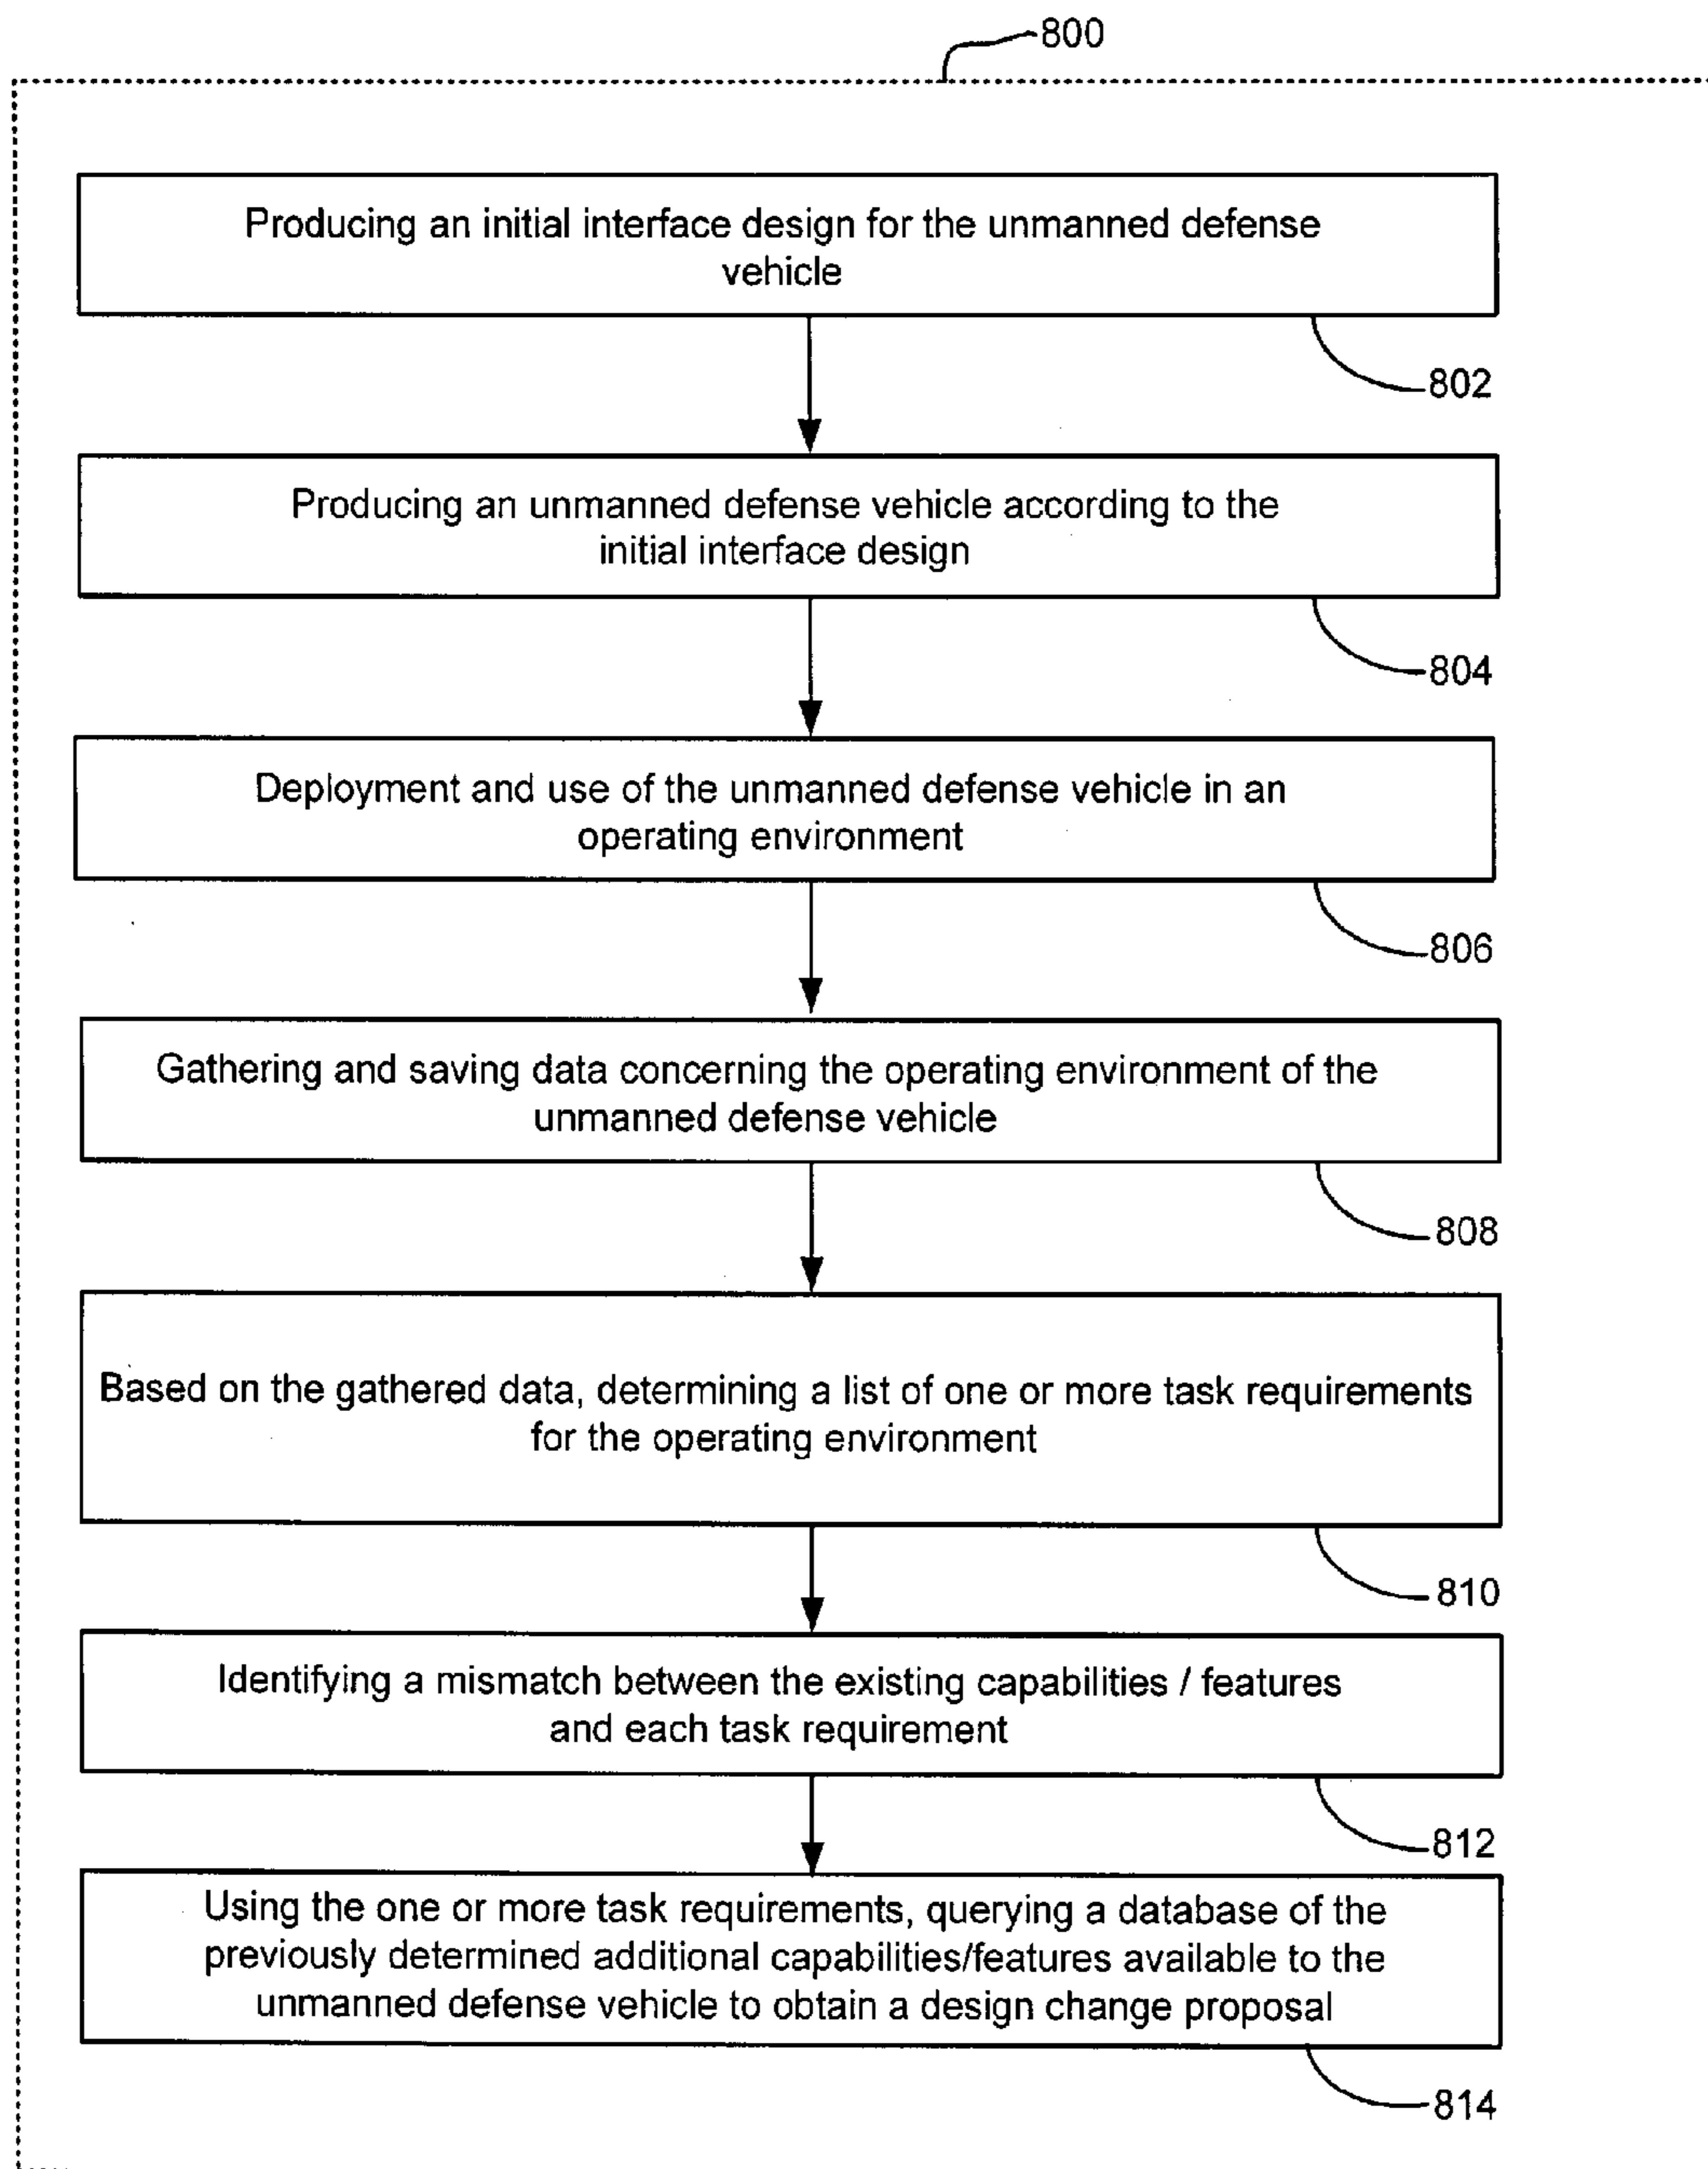 800
Producing an initial interface design for the unmanned defense
vehicle
802
Producing an unmanned defense vehicle according to the
initial interface design
804
Deployment and use of the unmanned defense vehicle in an
operating environment
806
Gathering and saving data concerning the operating environment of the
unmanned defense vehicle
808
Based on the gathered data, determining a list of one or more task requirements
for the operating environment
810
Identifying a mismatch between the existing capabilities / features
and each task requirement
812
Using the one or more task requirements, querying a database of the
previously determined additional capabilities/features available to the
unmanned defense vehicle to obtain a design change proposal
814